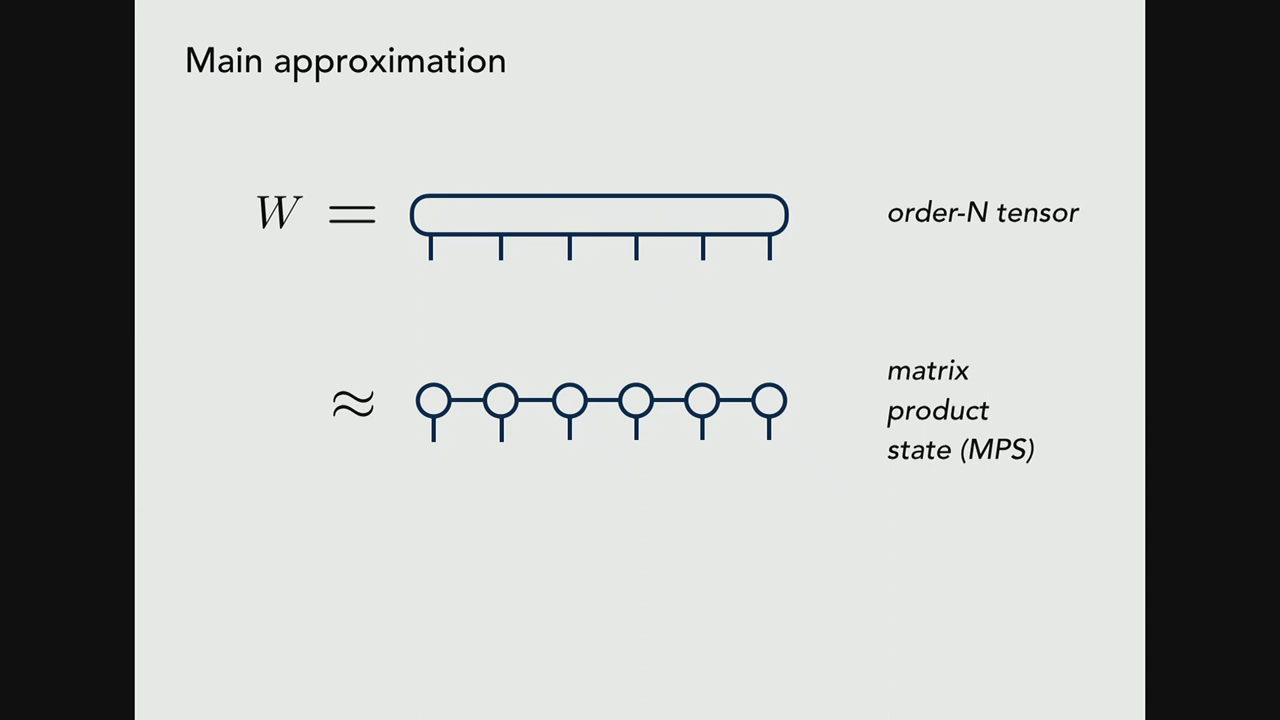 Main approximation
W =
order-N tensor
≈
matrix
product
state (MPS)